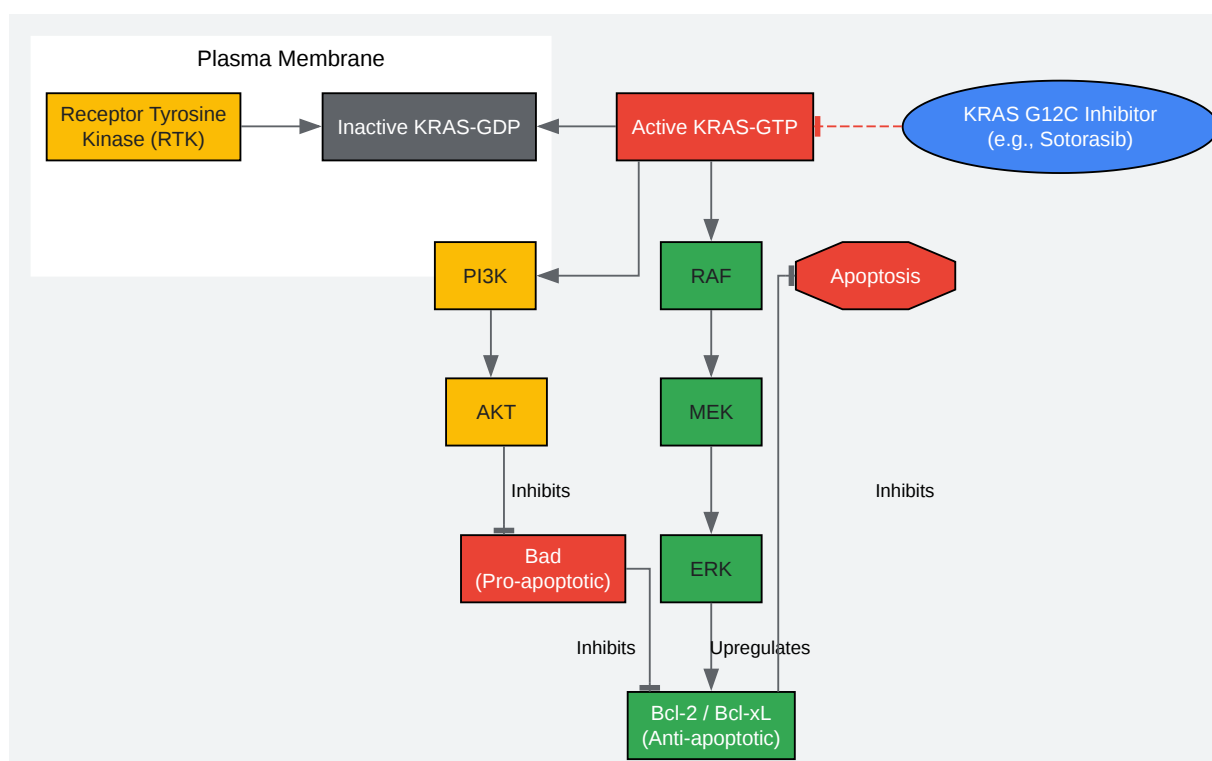 Plasma Membrane
Receptor Tyrosine
Kinase (RTK)
Inactive KRAS-GDP
Active KRAS-GTP
KRAS G12C Inhibitor
(e.g., Sotorasib)
PI3K
RAF
Apoptosis
AKT
MEK
Inhibits
Inhibits
Bad
(Pro-apoptotic)
ERK
Inhibits
Upregulates
Bcl-2 / Bcl-xL
(Anti-apoptotic)